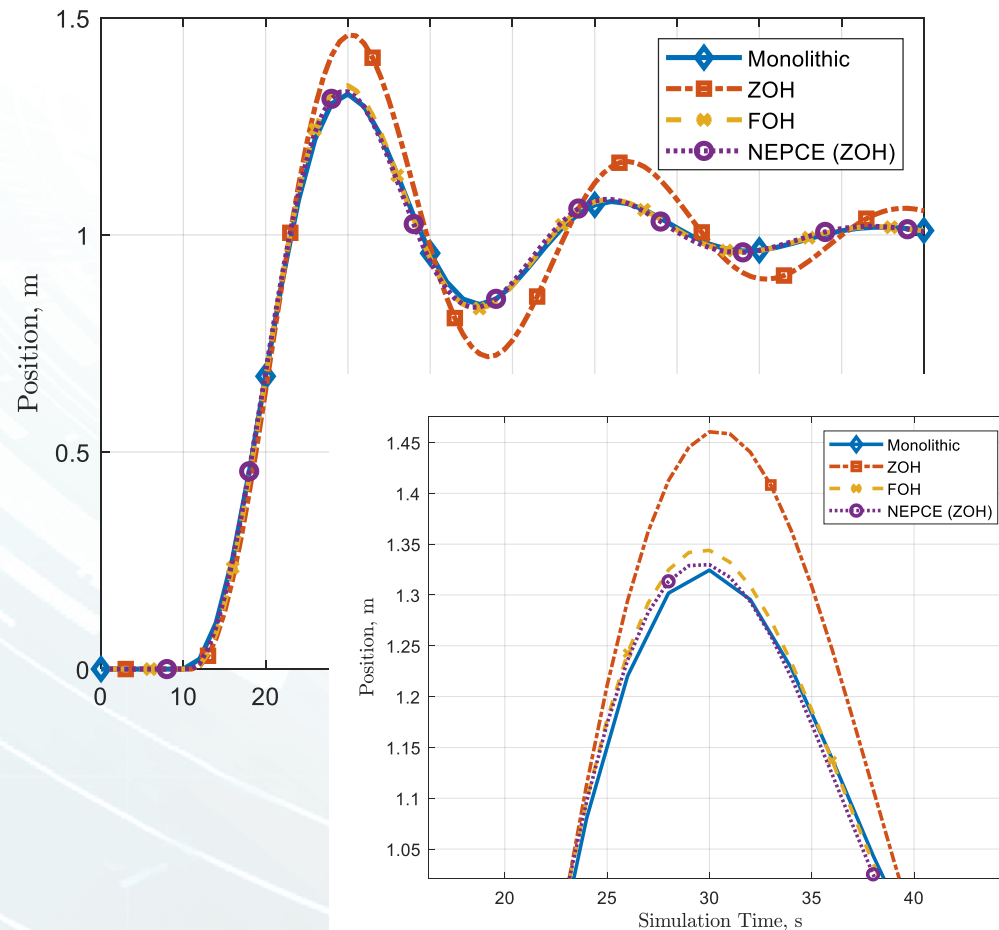 1.5
1
0.5
0
Position, m
0
10
20
Monolithic
ZOH
FOH
NEPCE (ZOH)
1.45
1.4
1.35
1.3
1.25
1.2
1.15
1.1
1.05
Position, m
20
25
30
35
40
Simulation Time, s
Monolithic
ZOH
FOH
NEPCE (ZOH)